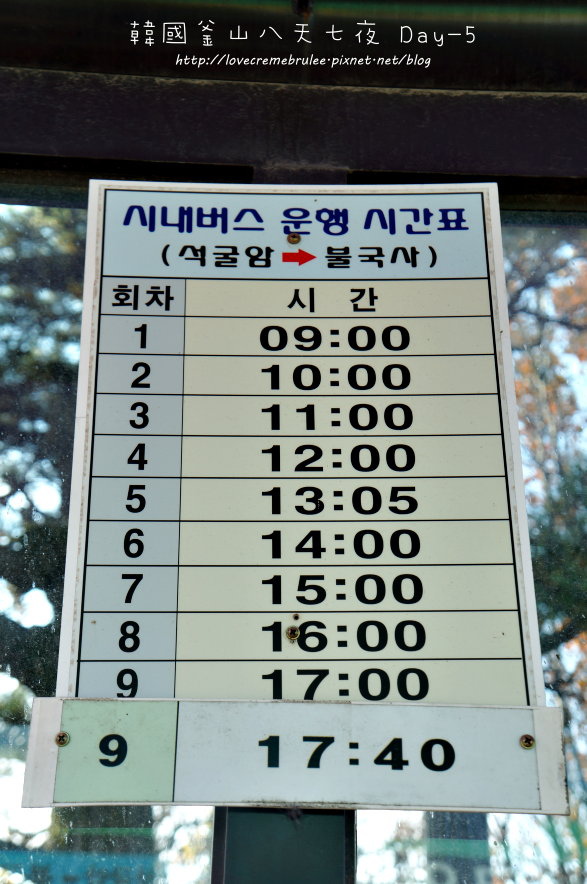 韓國釜山八天七夜 Day-5
http://lovecremebrulee.pixnet.net/blog
시내버스 운행 시간표
(석굴암 ➡ 불국사)
회차 시 간
1 09:00
2 10:00
3 11:00
4 12:00
5 13:05
6 14:00
7 15:00
8 16:00
9 17:00
9 17:40